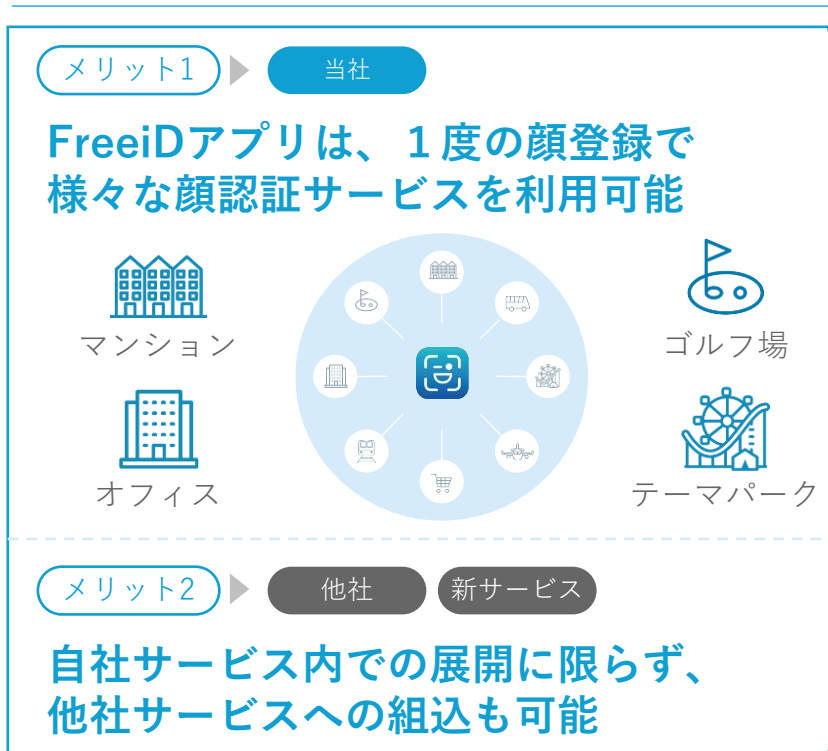 メリット1
当社
FreeiDアプリは、１度の顔登録で
様々な顔認証サービスを利用可能
マンション
ゴルフ場
オフィス
テーマパーク
メリット2
他社
新サービス
自社サービス内での展開に限らず、
他社サービスへの組込も可能